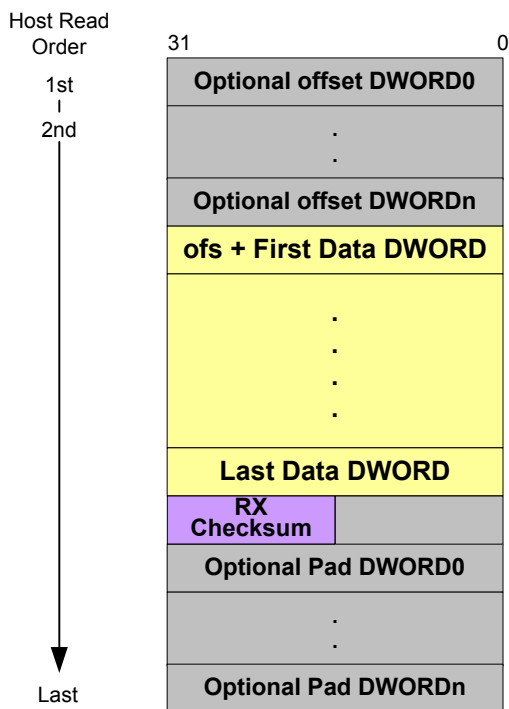 Host Read
Order
31 0
1st
2nd
Optional offset DWORD0
.
.
Optional offset DWORDn
ofs + First Data DWORD
.
.
.
.
Last Data DWORD
RX
Checksum
Optional Pad DWORD0
.
.
Optional Pad DWORDn
Last